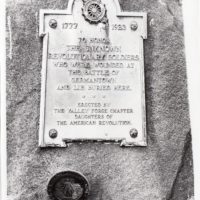 1777 1923
TO HONOR
THE UNKNOWN
REVOLUTIONARY SOLDIERS
WHO WERE WOUNDED AT
THE BATTLE OF
GERMANTOWN
AND LIE BURIED HERE.
ERECTED BY
THE VALLEY FORGE CHAPTER
DAUGHTERS OF
THE AMERICAN REVOLUTION.